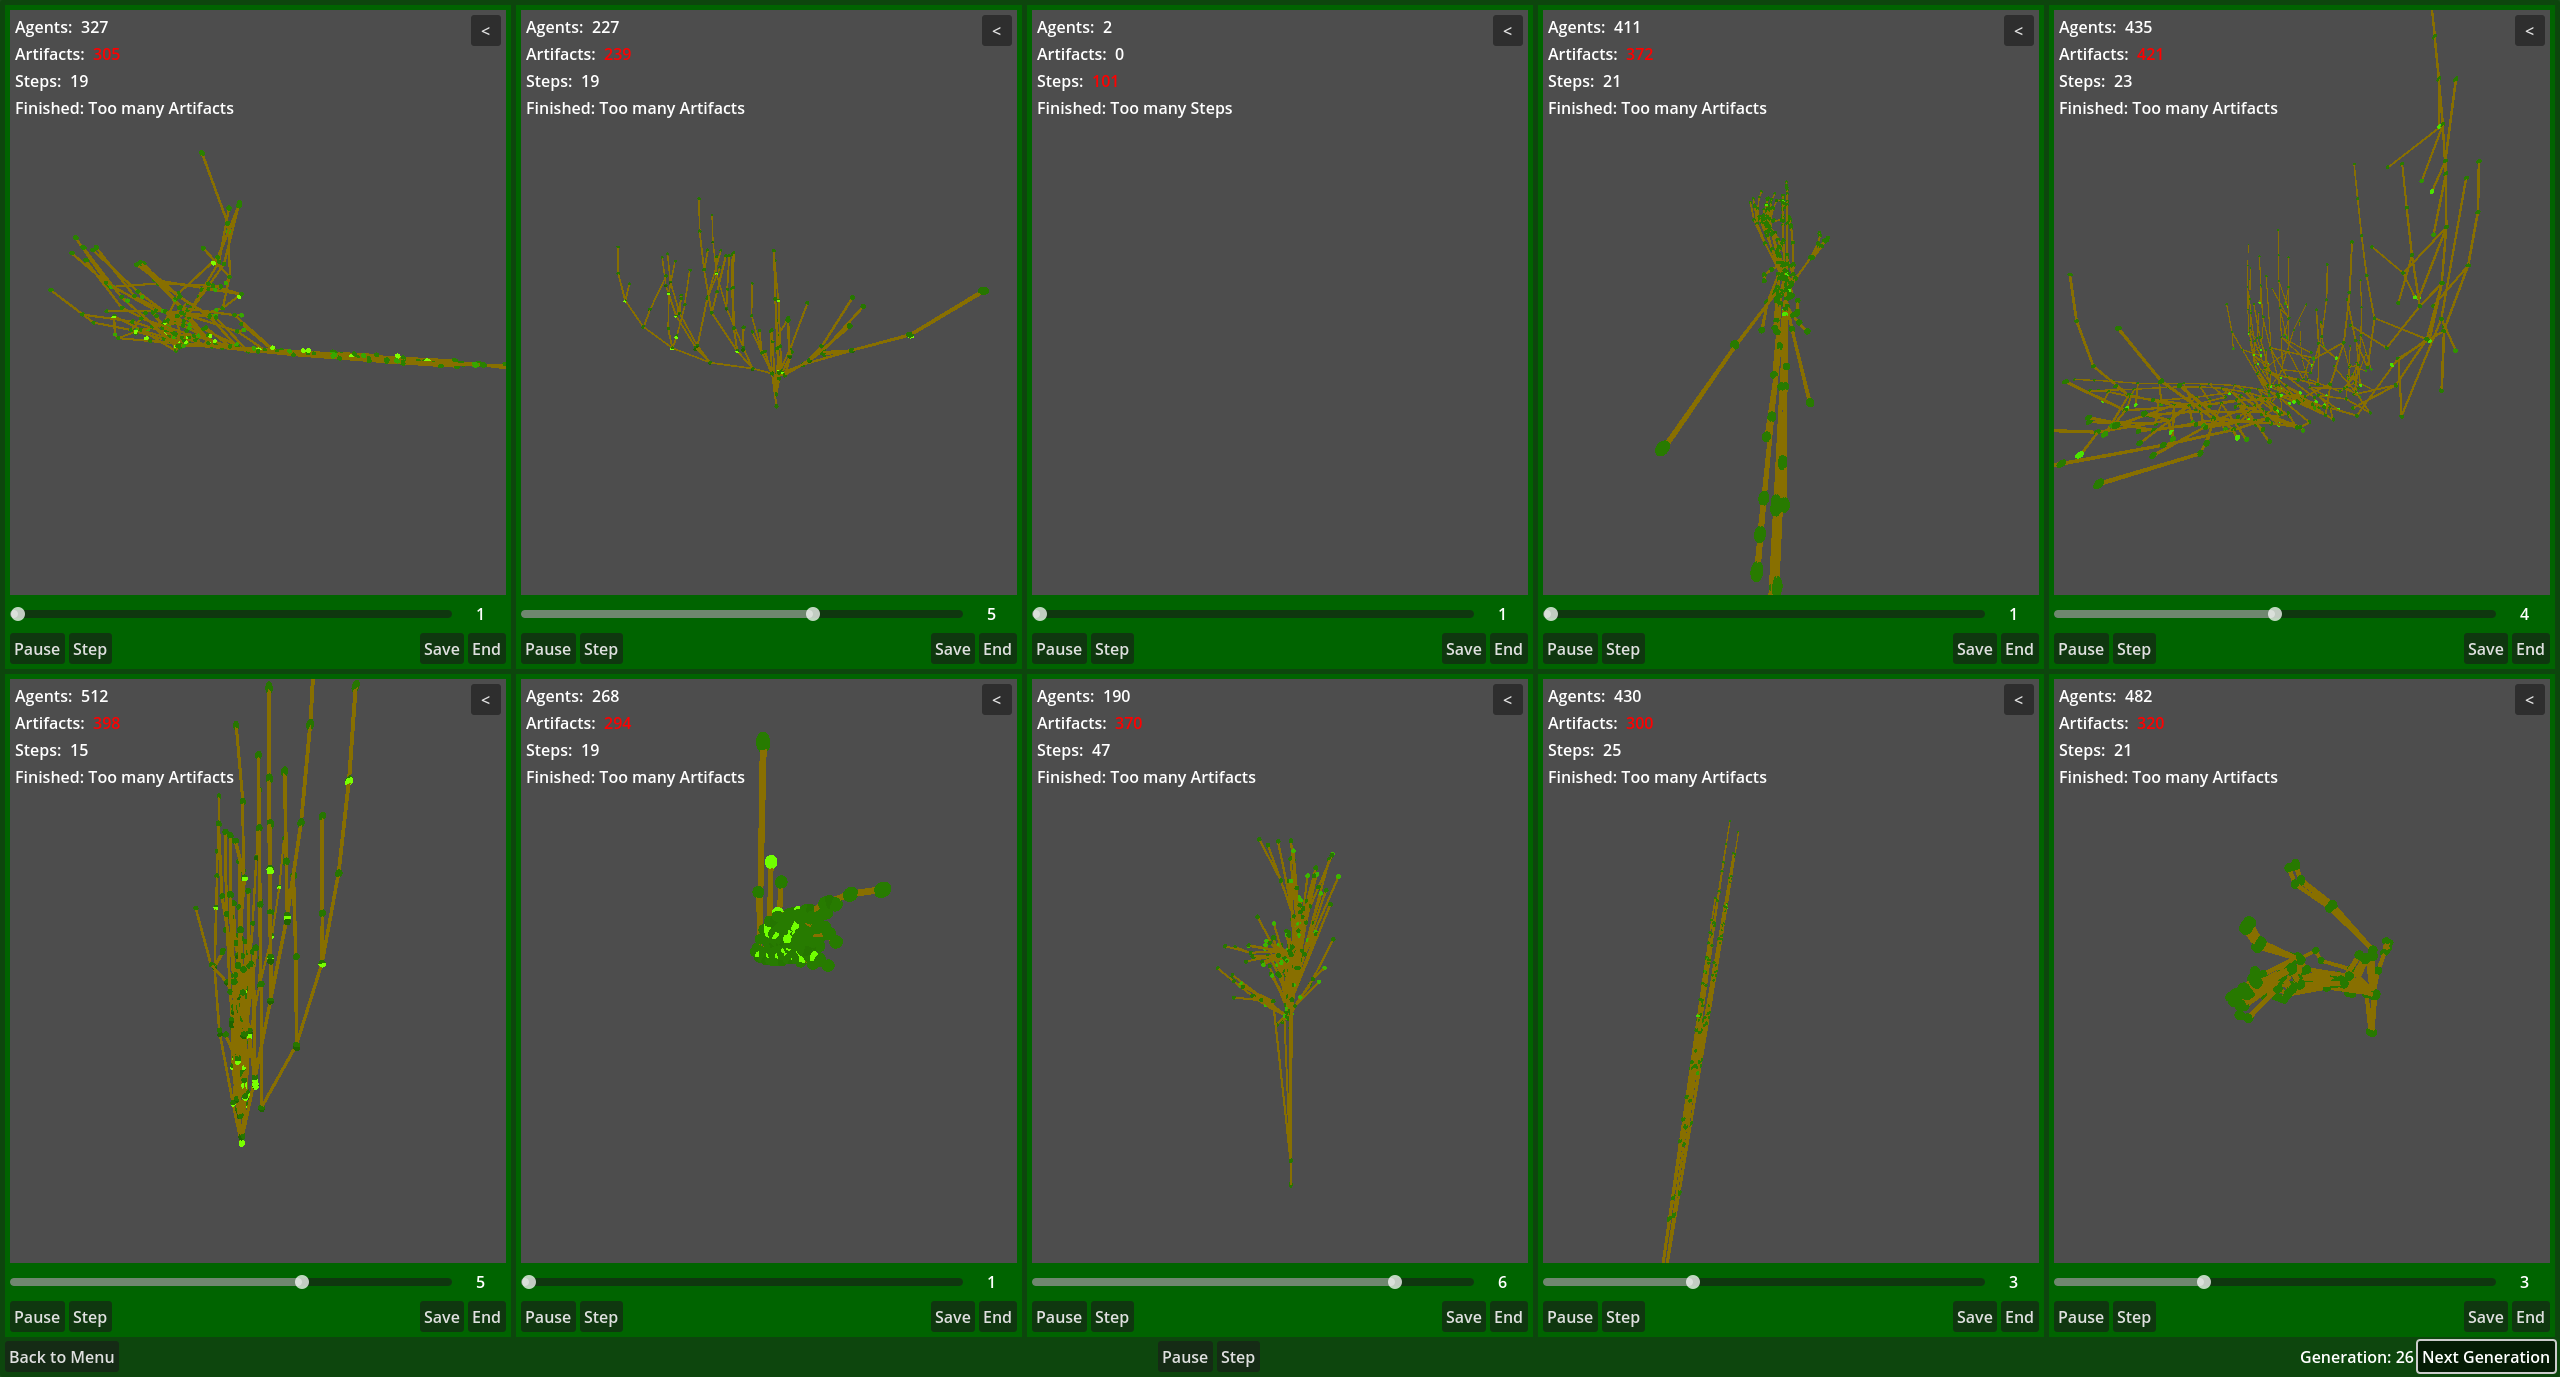 Agents: 327
<
Artifacts: 305
Steps: 19
Finished: Too many Artifacts
1
Pause
Step
Save
End
Agents: 227
<
Artifacts: 239
Steps: 19
Finished: Too many Artifacts
5
Pause
Step
Save
End
Agents: 2
<
Artifacts: 0
Steps: 101
Finished: Too many Steps
1
Pause
Step
Save
End
Agents: 411
<
Artifacts: 372
Steps: 21
Finished: Too many Artifacts
1
Pause
Step
Save
End
Agents: 435
<
Artifacts: 421
Steps: 23
Finished: Too many Artifacts
4
Pause
Step
Save
End
Agents: 512
<
Artifacts: 398
Steps: 15
Finished: Too many Artifacts
5
Pause
Step
Save
End
Agents: 268
<
Artifacts: 294
Steps: 19
Finished: Too many Artifacts
1
Pause
Step
Save
End
Agents: 190
<
Artifacts: 370
Steps: 47
Finished: Too many Artifacts
6
Pause
Step
Save
End
Agents: 430
<
Artifacts: 300
Steps: 25
Finished: Too many Artifacts
3
Pause
Step
Save
End
Agents: 482
<
Artifacts: 320
Steps: 21
Finished: Too many Artifacts
3
Pause
Step
Save
End
Back to Menu
Pause
Step
Generation: 26
Next Generation